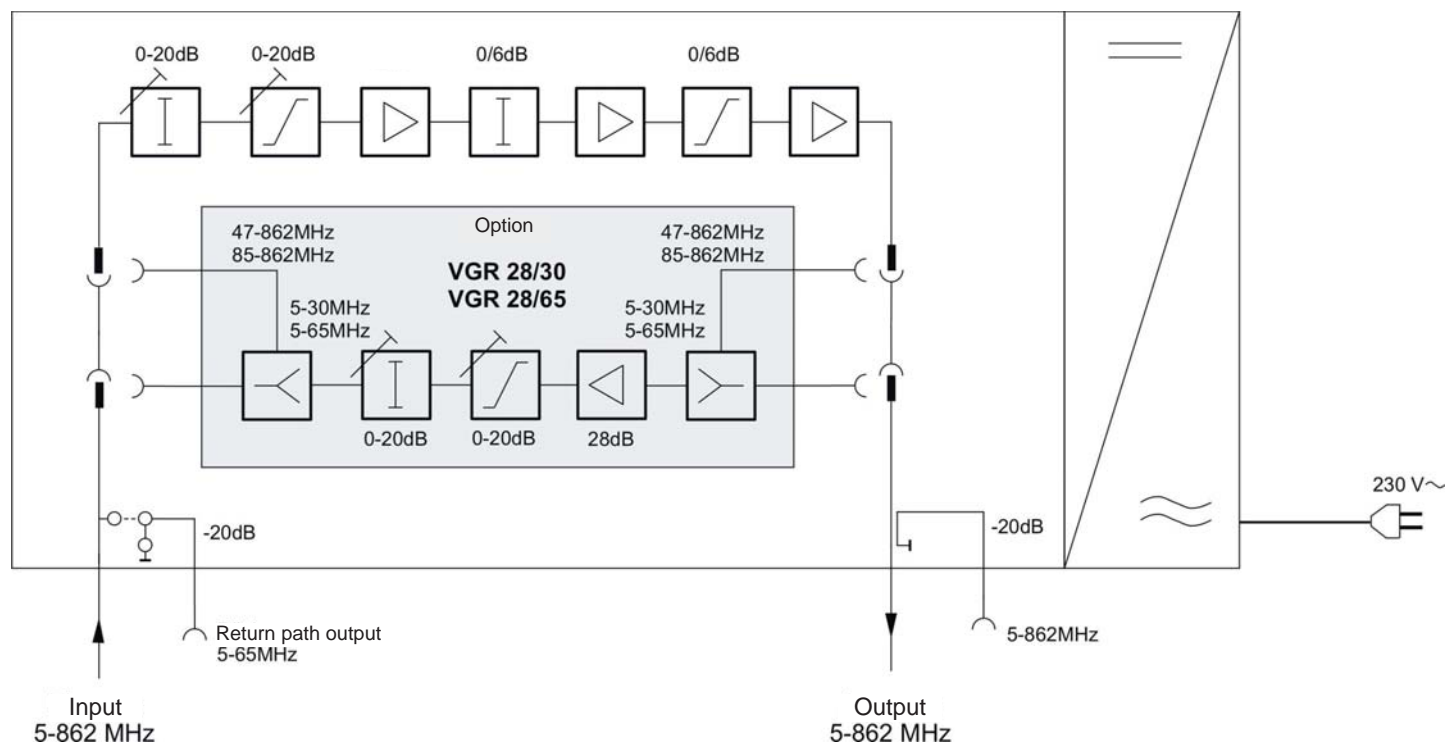 0-20dB
0-20dB
0/6dB
0/6dB
Option
47-862MHz
85-862MHz
47-862MHz
85-862MHz
VGR 28/30
VGR 28/65
5-30MHz
5-65MHz
5-30MHz
5-65MHz
0-20dB
0-20dB
28dB
230 V~
-20dB
-20dB
Return path output
5-65MHz
5-862MHz
Input
5-862 MHz
Output
5-862 MHz